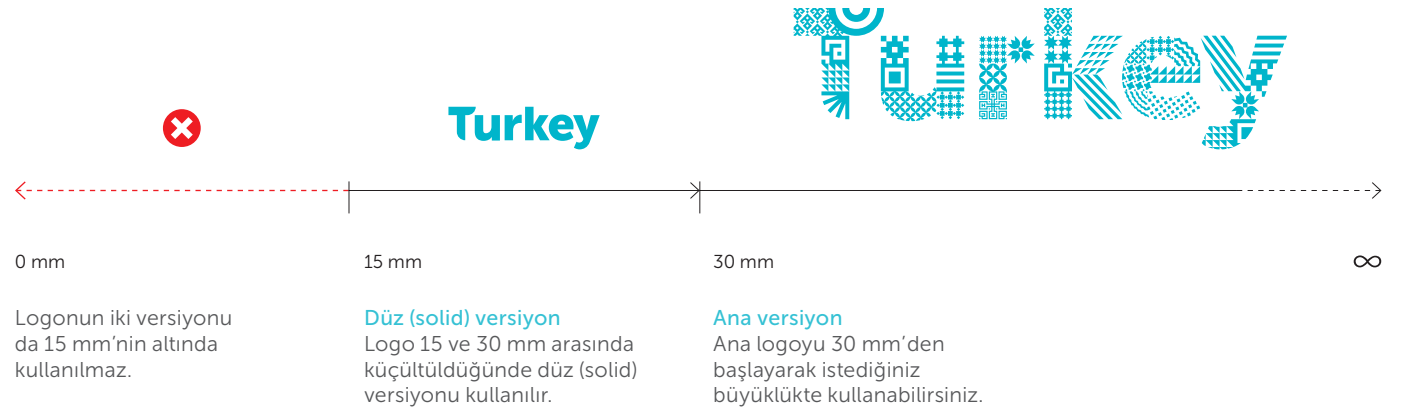 Turkey
Turkey
0 mm
15 mm
30 mm
∞
Logonun iki versiyonu
da 15 mm’nin altında
kullanılmaz.
Düz (solid) versiyon
Logo 15 ve 30 mm arasında
küçültüldüğünde düz (solid)
versiyonu kullanılır.
Ana versiyon
Ana logoyu 30 mm’den
başlayarak istediğiniz
büyüklükte kullanabilirsiniz.